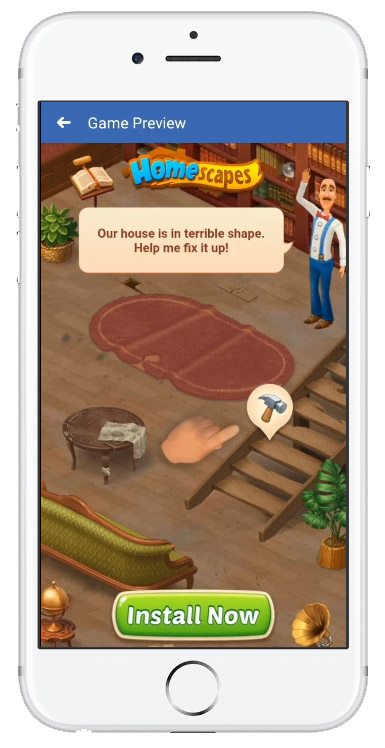 Game Preview
Homescapes
Our house is in terrible shape.
Help me fix it up!
Install Now